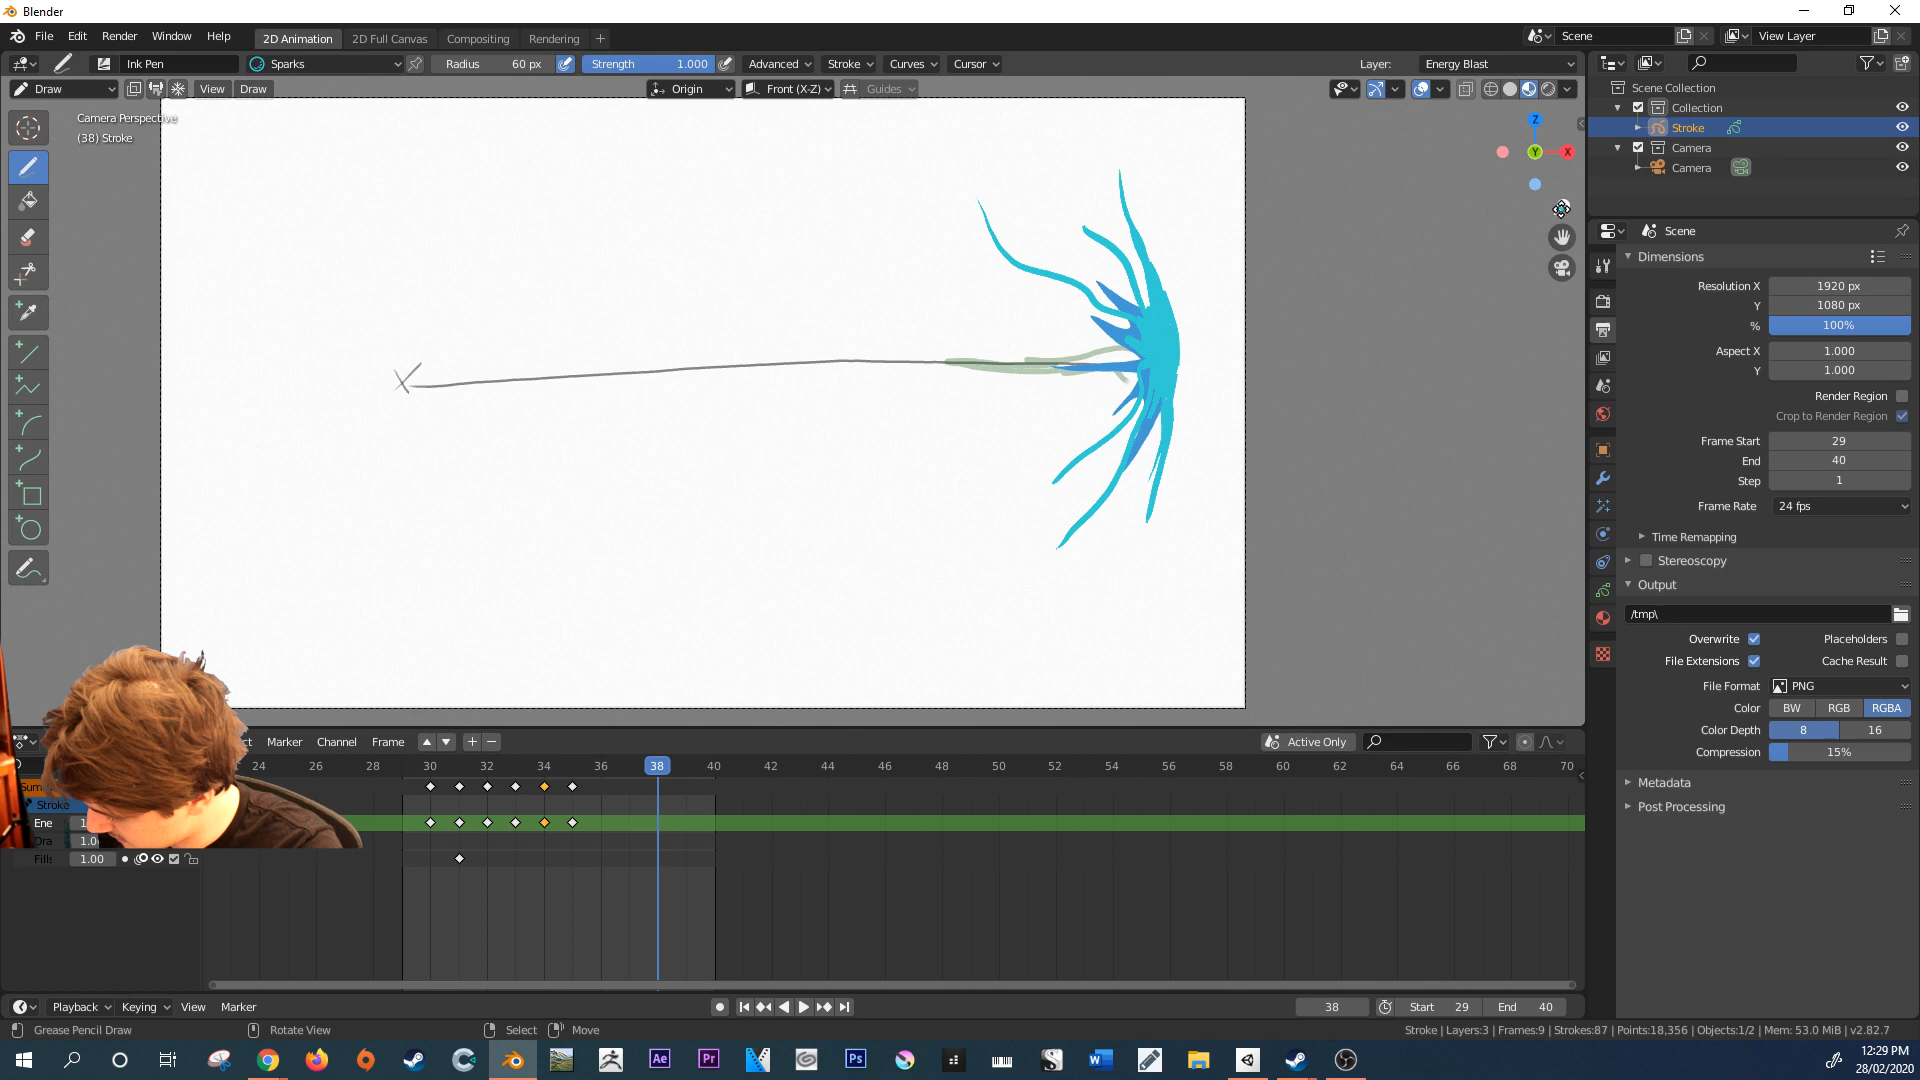 Blender
File Edit Render Window Help
2D Animation 2D Full Canvas Compositing Rendering +
Scene
View Layer
Ink Pen
Sparks
Radius 60 px
Strength 1.000
Advanced
Stroke
Curves
Cursor
Layer:
Energy Blast
Draw
View Draw
Origin
Front (X-Z)
Guides
Camera Perspective
(38) Stroke
Z
Y
X
Scene Collection
Collection
Stroke
Camera
Camera
Scene
Dimensions
Resolution X 1920 px
Y 1080 px
% 100%
Aspect X 1.000
Y 1.000
Render Region
Crop to Render Region
Frame Start 29
End 40
Step 1
Frame Rate 24 fps
Time Remapping
Stereoscopy
Output
/tmp\
Overwrite Placeholders
File Extensions Cache Result
File Format PNG
Color BW RGB RGBA
Color Depth 8 16
Compression 15%
Metadata
Post Processing
Marker Channel Frame
Active Only
24 26 28 30 32 34 36 38 40 42 44 46 48 50 52 54 56 58 60 62 64 66 68 70
Stroke
Ene
1.00
Playback Keying View Marker
38
Start 29
End 40
Grease Pencil Draw
Rotate View
Select
Move
Stroke | Layers:3 | Frames:9 | Strokes:87 | Points:18,356 | Objects:1/2 | Mem: 53.0 MiB | v2.82.7
Ae
Pr
Ps
12:29 PM
28/02/2020